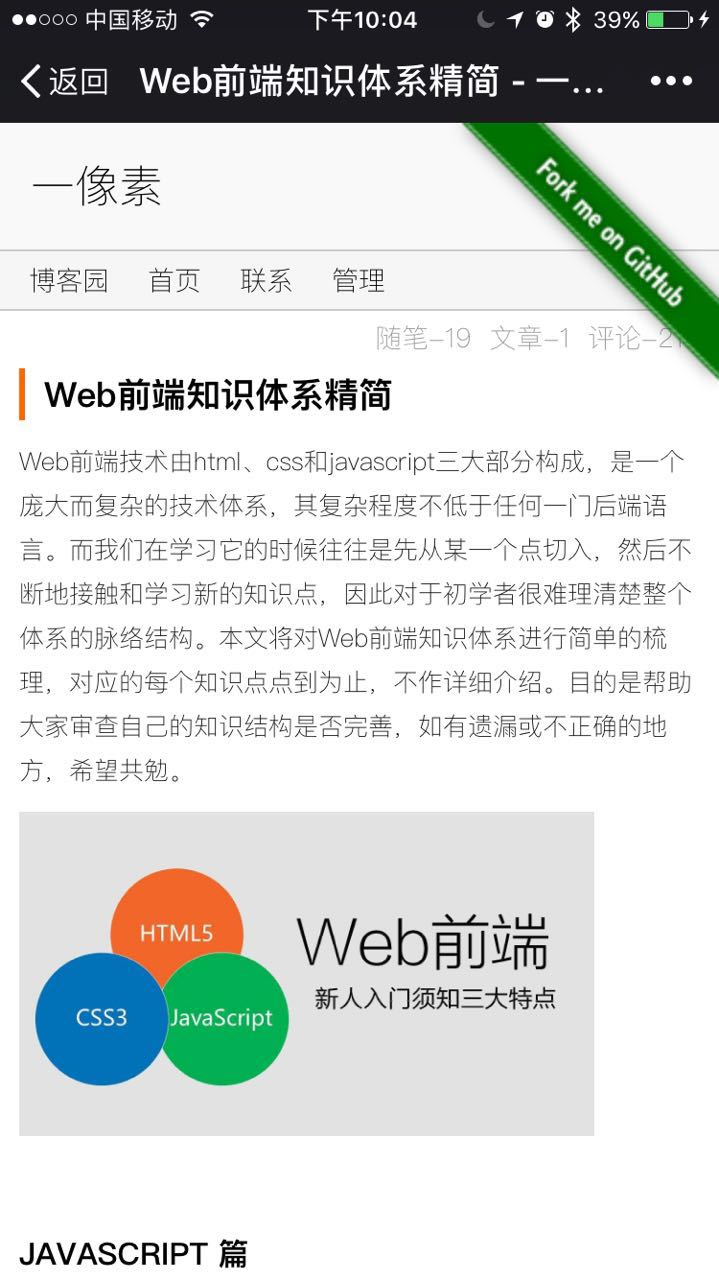 中国移动 下午10:04 39%
返回 Web前端知识体系精简 - 一...
Fork me on GitHub
一像素
博客园 首页 联系 管理
随笔-19 文章-1 评论-21
Web前端知识体系精简
Web前端技术由html、css和javascript三大部分构成，是一个
庞大而复杂的技术体系，其复杂程度不低于任何一门后端语
言。而我们在学习它的时候往往是先从某一个点切入，然后不
断地接触和学习新的知识点，因此对于初学者很难理清楚整个
体系的脉络结构。本文将对Web前端知识体系进行简单的梳
理，对应的每个知识点点到为止，不作详细介绍。目的是帮助
大家审查自己的知识结构是否完善，如有遗漏或不正确的地
方，希望共勉。
HTML5
CSS3
JavaScript
Web前端
新人入门须知三大特点
JAVASCRIPT 篇